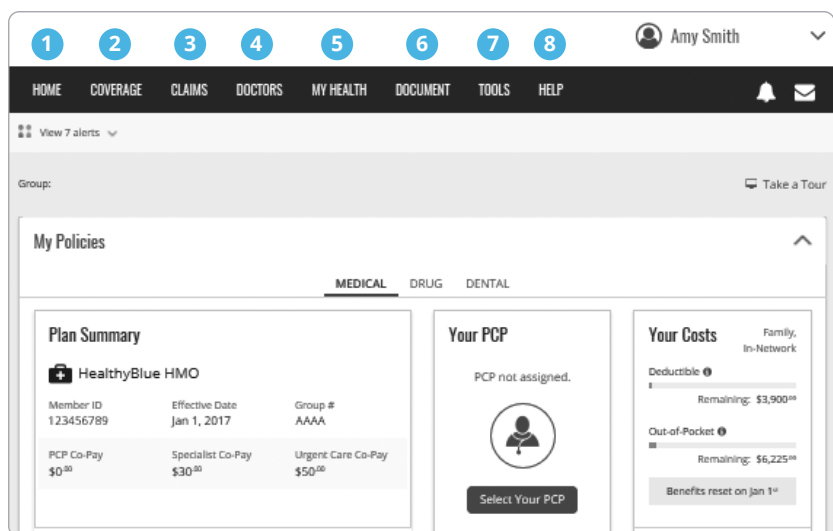 1 2 3 4 5 6 7 8
Amy Smith
HOME COVERAGE CLAIMS DOCTORS MY HEALTH DOCUMENT TOOLS HELP
View 7 alerts
Group:
Take a Tour
My Policies
MEDICAL DRUG DENTAL
Plan Summary
HealthyBlue HMO
Member ID Effective Date Group #
123456789 Jan 1, 2017 AAAA
PCP Co-Pay Specialist Co-Pay Urgent Care Co-Pay
$0.00 $30.00 $50.00
Your PCP
PCP not assigned.
Select Your PCP
Your Costs
Family,
In-Network
Deductible
Remaining: $3,900.00
Out-of-Pocket
Remaining: $6,225.00
Benefits reset on Jan 1st